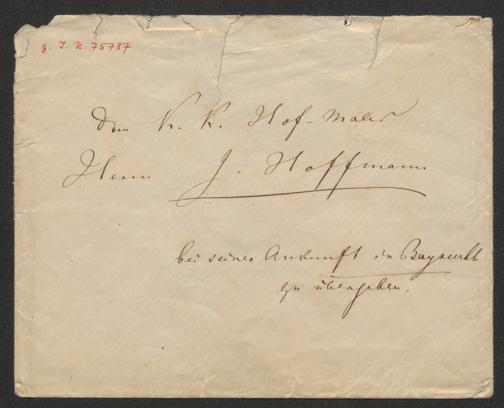 z. I. N. 75787
Dem K. K. Hof-Maler
Herrn J. Hoffmann
bei seiner Ankunft in Bayreuth
zu übergeben.